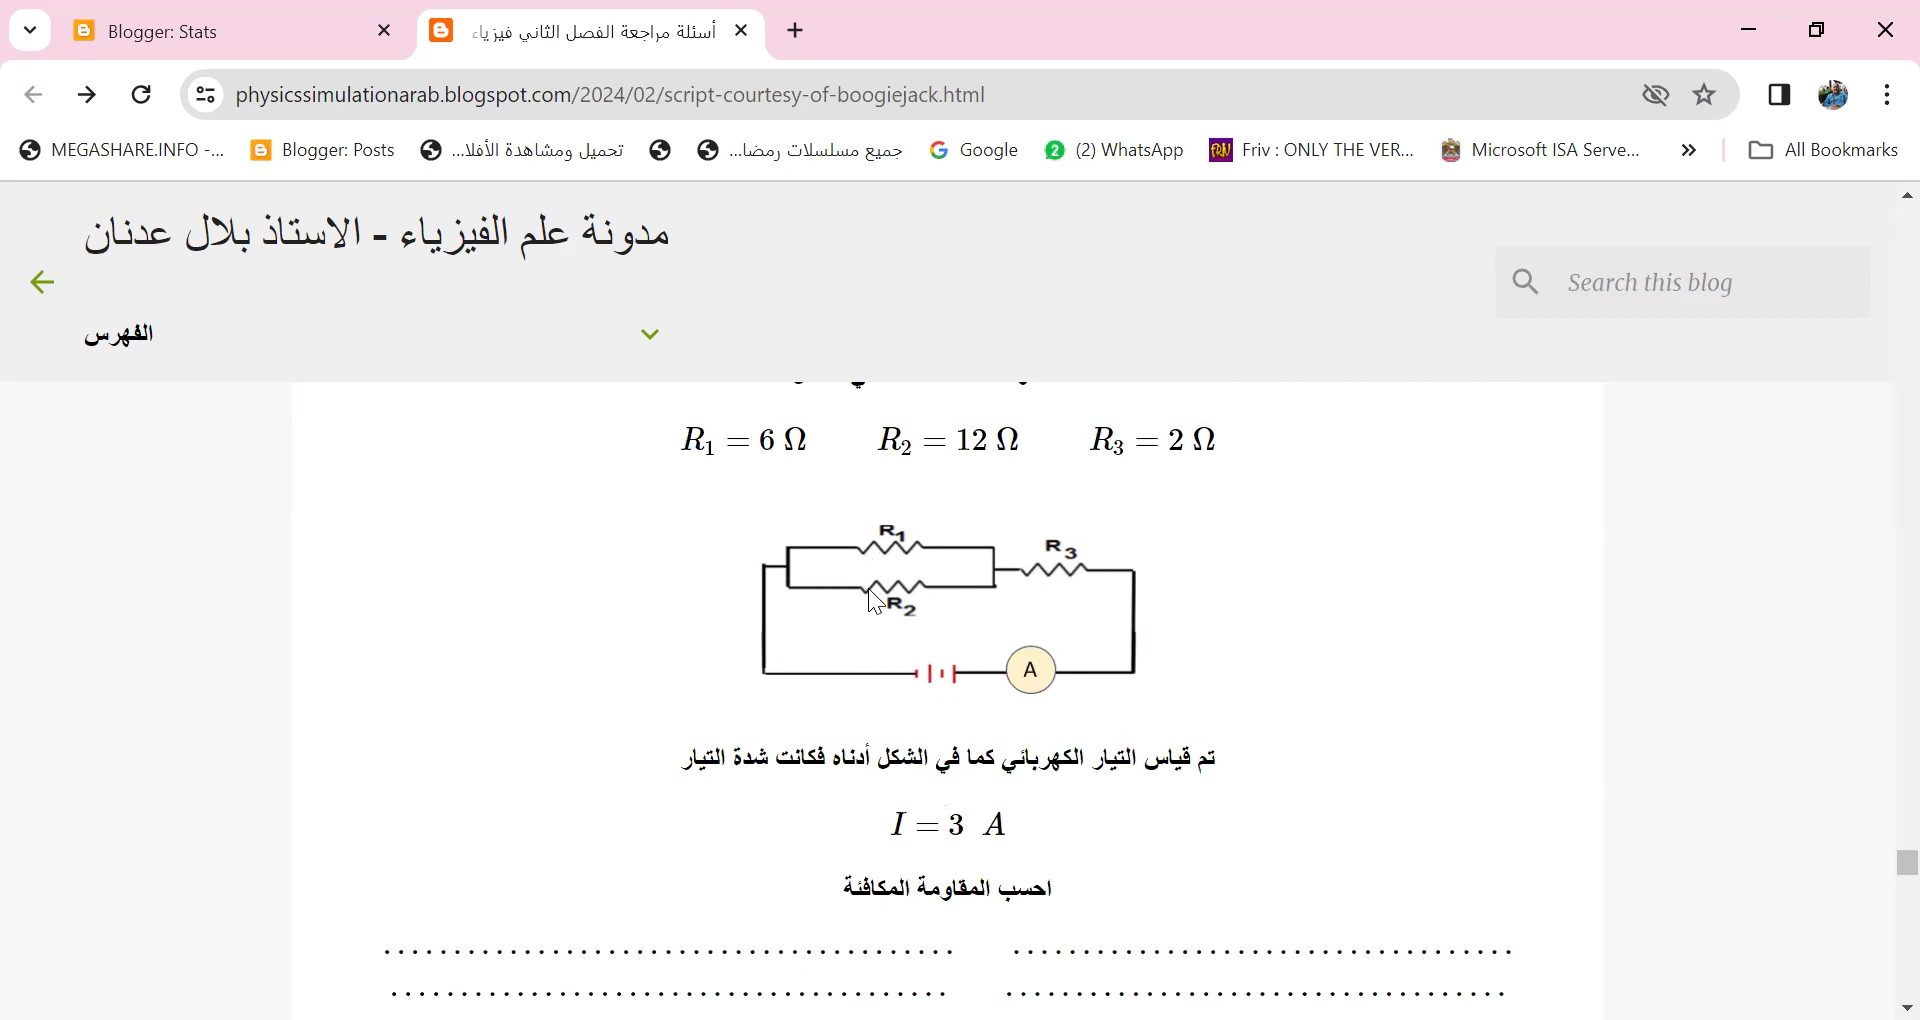 Blogger: Stats
أسئلة مراجعة الفصل الثاني فيزياء
physicssimulationarab.blogspot.com/2024/02/script-courtesy-of-boogiejack.html
MEGASHARE.INFO -... Blogger: Posts تحميل ومشاهدة الأفلا... جميع مسلسلات رمضا... Google 2 (2) WhatsApp FRIV Friv : ONLY THE VER... Microsoft ISA Serve... » All Bookmarks
مدونة علم الفيزياء - الاستاذ بلال عدنان
Search this blog
الفهرس
R₁ = 6 Ω R₂ = 12 Ω R₃ = 2 Ω
R₁
R₃
R₂
A
تم قياس التيار الكهربائي كما في الشكل أدناه فكانت شدة التيار
I = 3 A
احسب المقاومة المكافئة